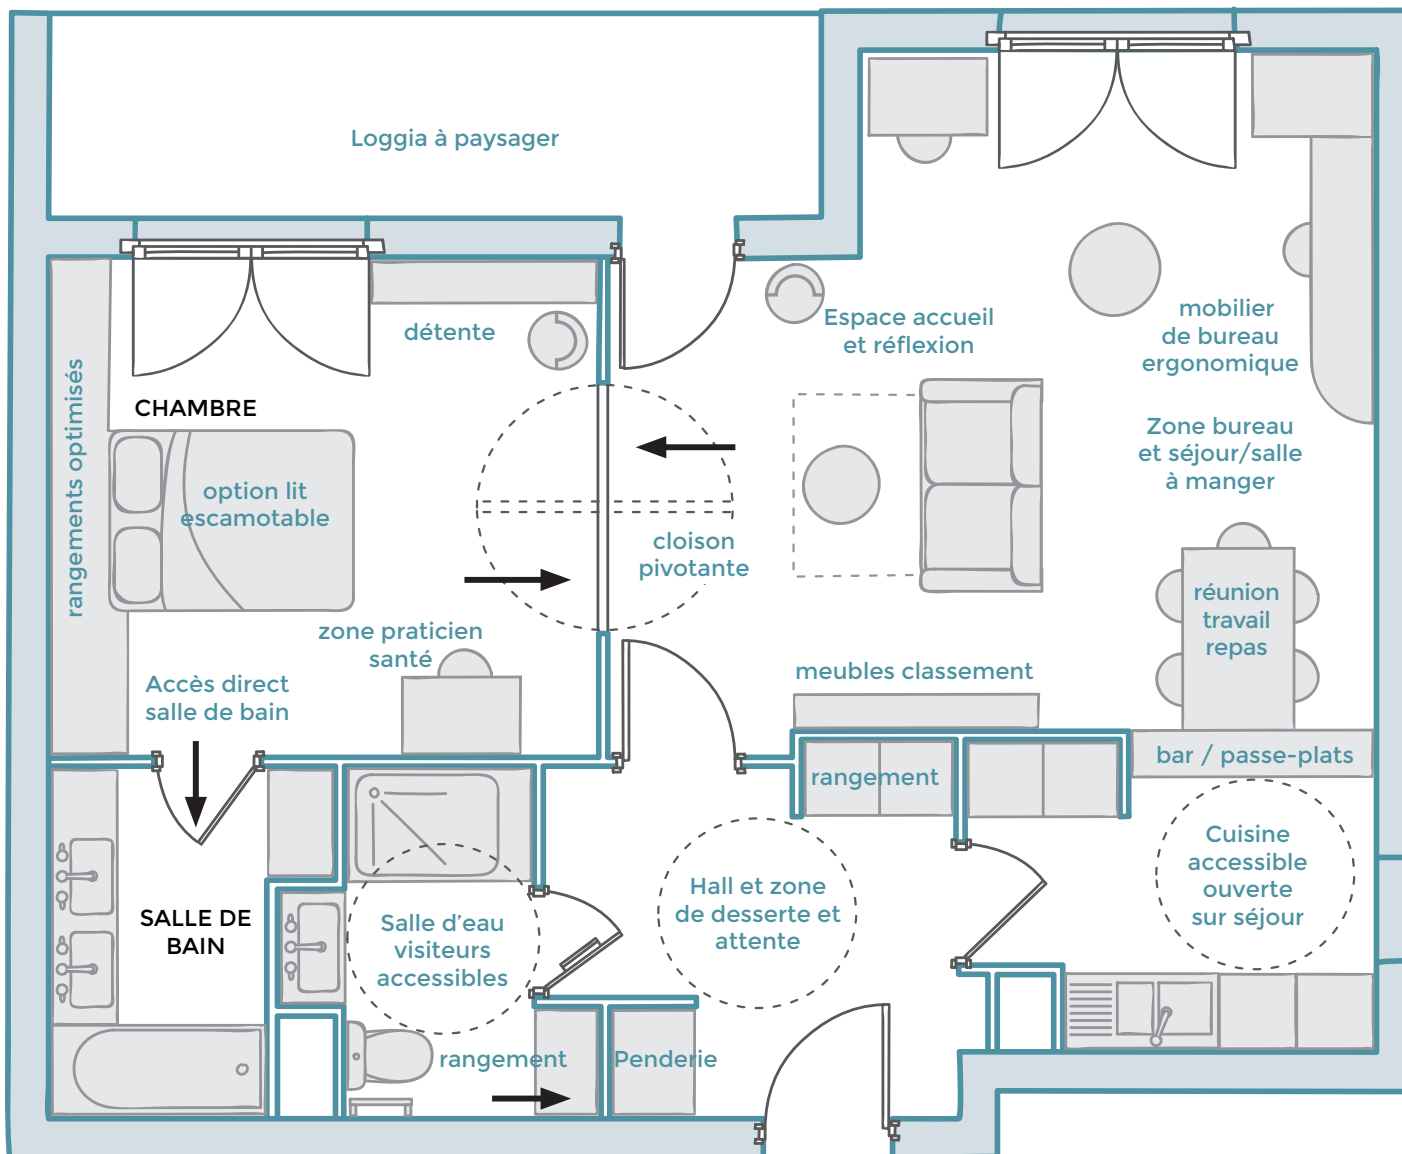 Loggia à paysager
détente
Espace accueil
et réflexion
mobilier
de bureau
ergonomique
rangements optimisés
CHAMBRE
option lit
escamotable
Zone bureau
et séjour/salle
à manger
cloison
pivotante
zone praticien
santé
réunion
travail
repas
Accès direct
salle de bain
meubles classement
rangement
bar / passe-plats
Cuisine
accessible
ouverte
sur séjour
Hall et zone
de desserte et
attente
SALLE DE
BAIN
Salle d'eau
visiteurs
accessibles
rangement
Penderie